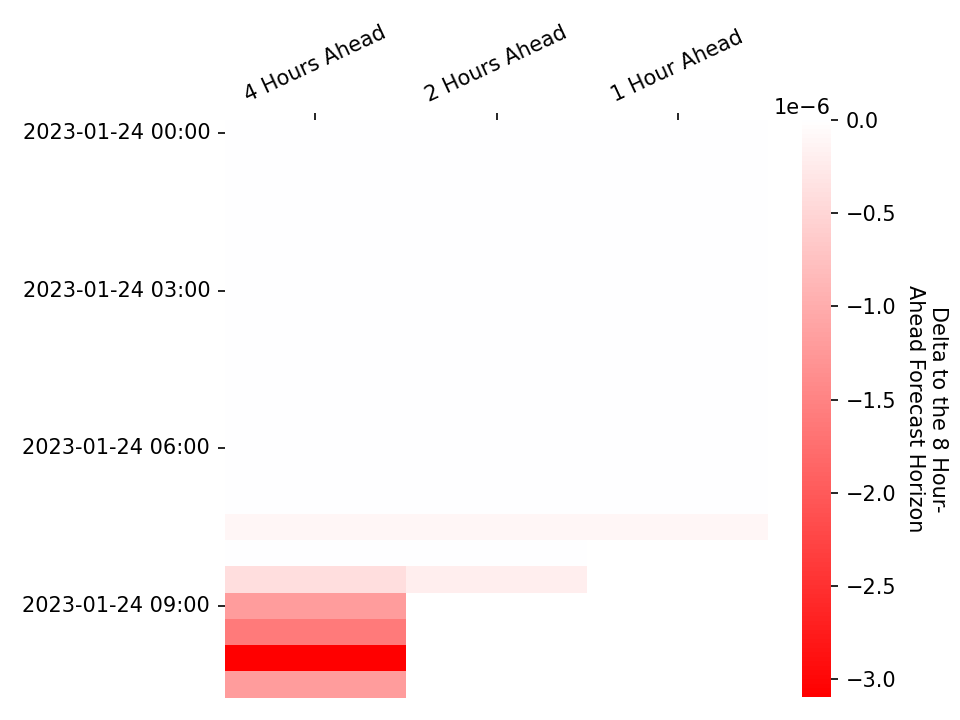 4 Hours Ahead
2 Hours Ahead
1 Hour Ahead
1e−6
2023-01-24 00:00
2023-01-24 03:00
2023-01-24 06:00
2023-01-24 09:00
0.0
−0.5
−1.0
−1.5
−2.0
−2.5
−3.0
Delta to the 8 Hour-
Ahead Forecast Horizon